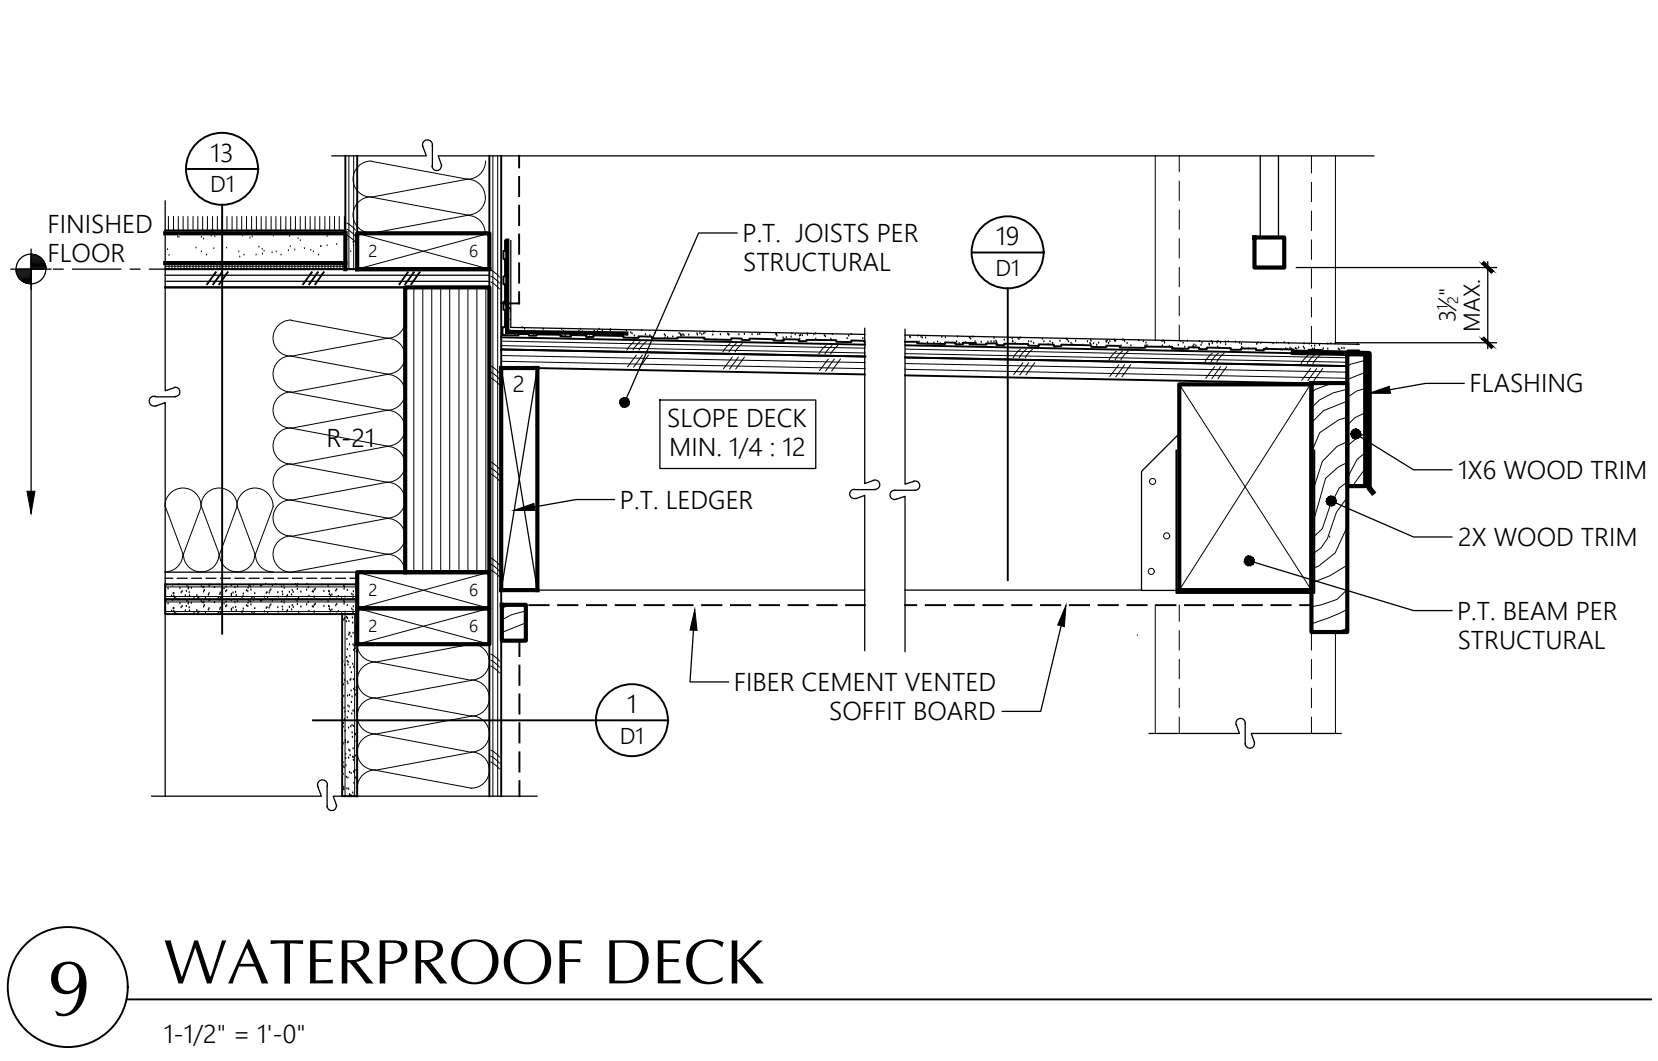 13
D1
FINISHED
FLOOR
2 6
P.T. JOISTS PER
STRUCTURAL
19
D1
3½"
MAX.
2
FLASHING
SLOPE DECK
MIN. 1/4 : 12
R-21
1X6 WOOD TRIM
P.T. LEDGER
2X WOOD TRIM
2 6
2 6
P.T. BEAM PER
STRUCTURAL
FIBER CEMENT VENTED
SOFFIT BOARD
1
D1
9
WATERPROOF DECK
1-1/2" = 1'-0"